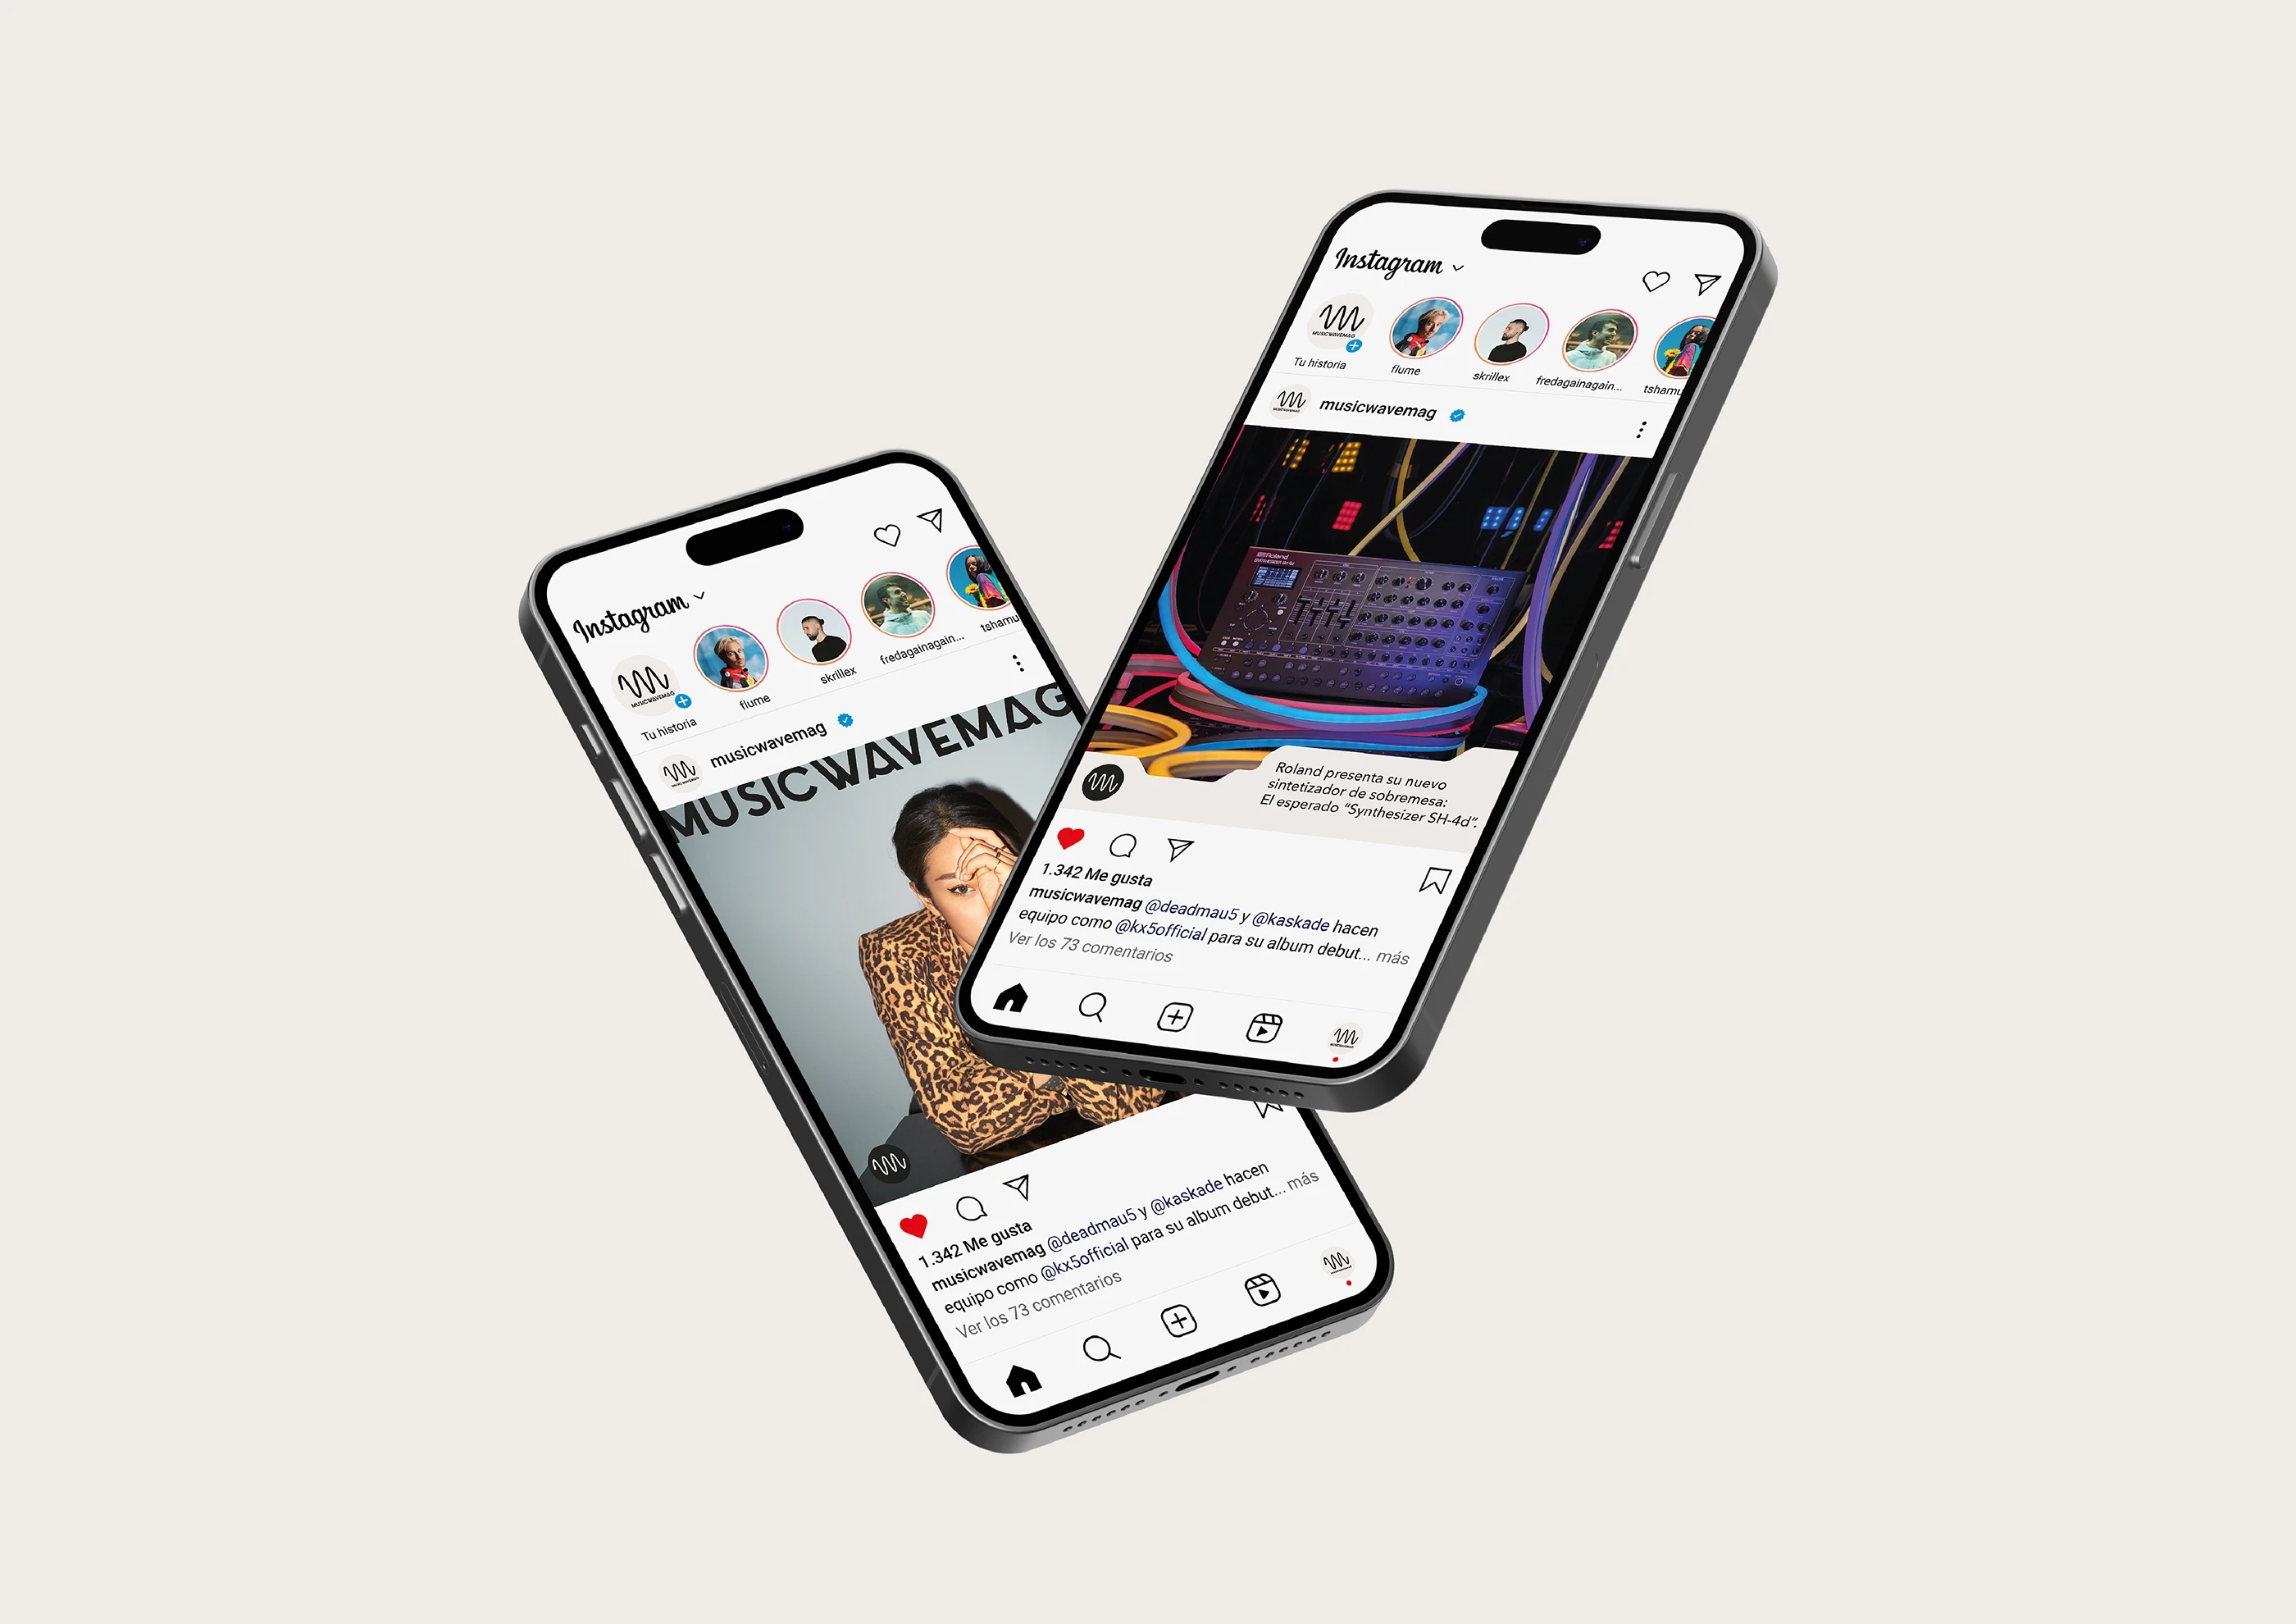 Instagram
MUSICWAVEMAG
Tu historia
flume
skrillex
fredagainagain...
tshamu
musicwavemag
MUSICWAVEMAG
1.342 Me gusta
musicwavemag @deadmau5 y @kaskade hacen
equipo como @kx5official para su album debut... más
Ver los 73 comentarios
Instagram
MUSICWAVEMAG
Tu historia
flume
skrillex
fredagainagain...
tshamu
musicwavemag
Roland
Roland presenta su nuevo
sintetizador de sobremesa:
El esperado "Synthesizer SH-4d".
1.342 Me gusta
musicwavemag @deadmau5 y @kaskade hacen
equipo como @kx5official para su album debut... más
Ver los 73 comentarios